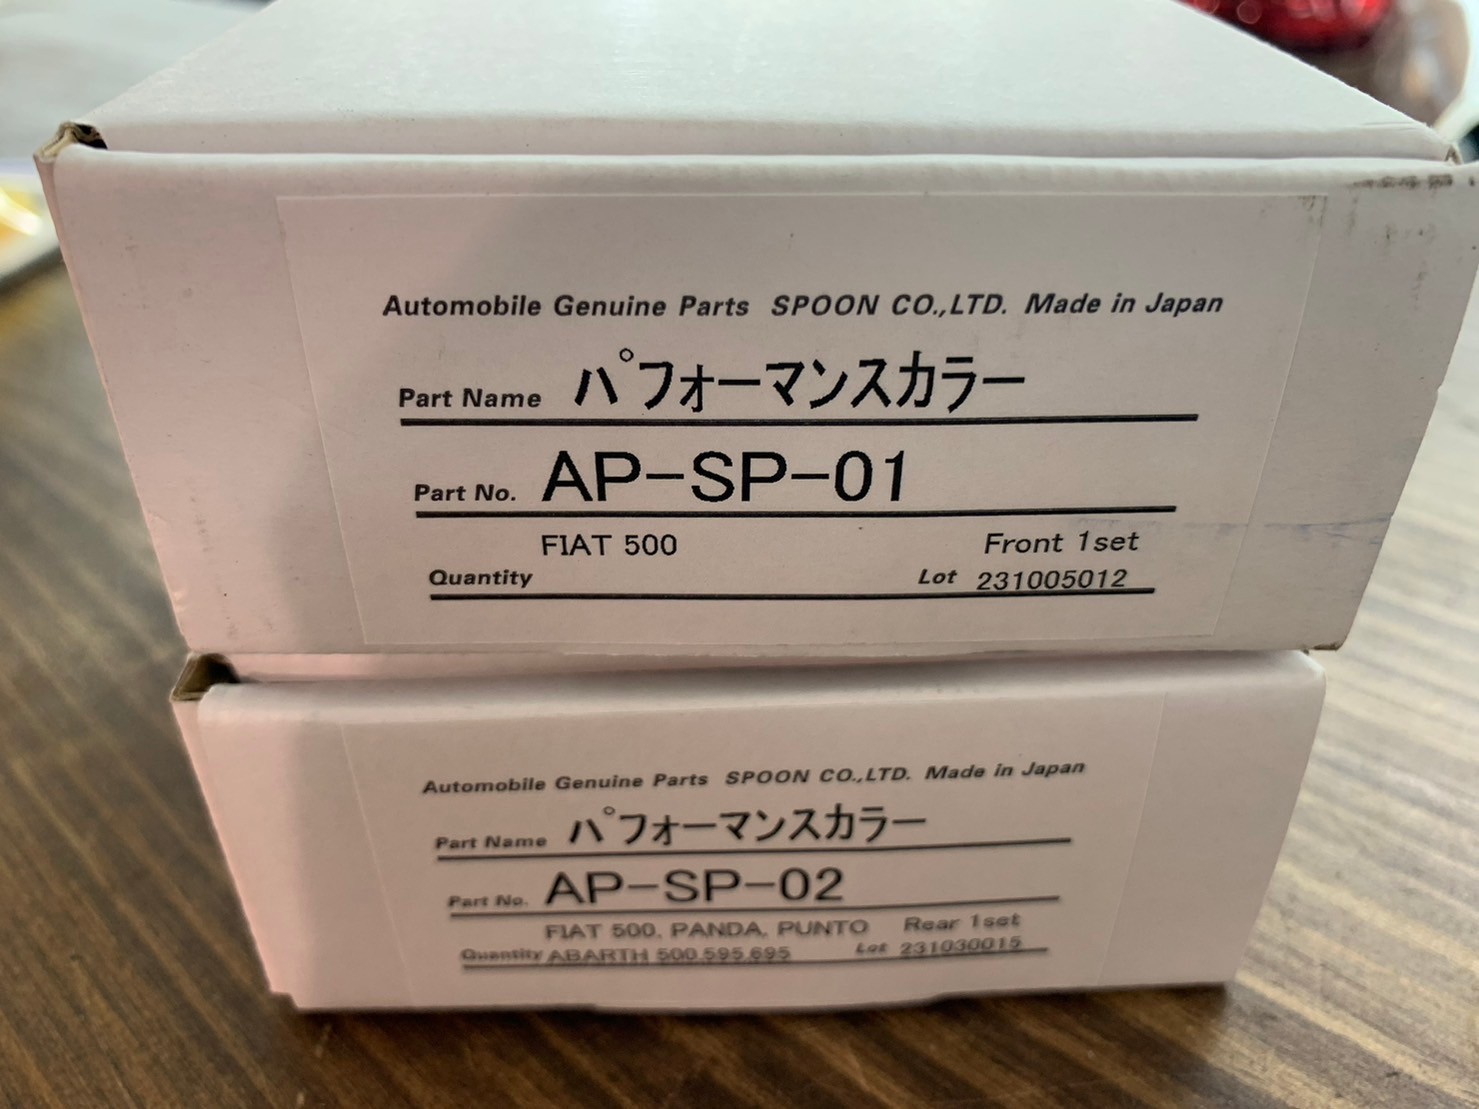 Automobile Genuine Parts SPOON CO.,LTD. Made in Japan
Part Name パフォーマンスカラー
Part No. AP-SP-01
FIAT 500 Front 1set
Quantity Lot 231005012
Automobile Genuine Parts SPOON CO.,LTD. Made in Japan
Part Name パフォーマンスカラー
Part No. AP-SP-02
FIAT 500, PANDA, PUNTO Rear 1set
Quantity ABARTH 500,595,695 Lot 231030015